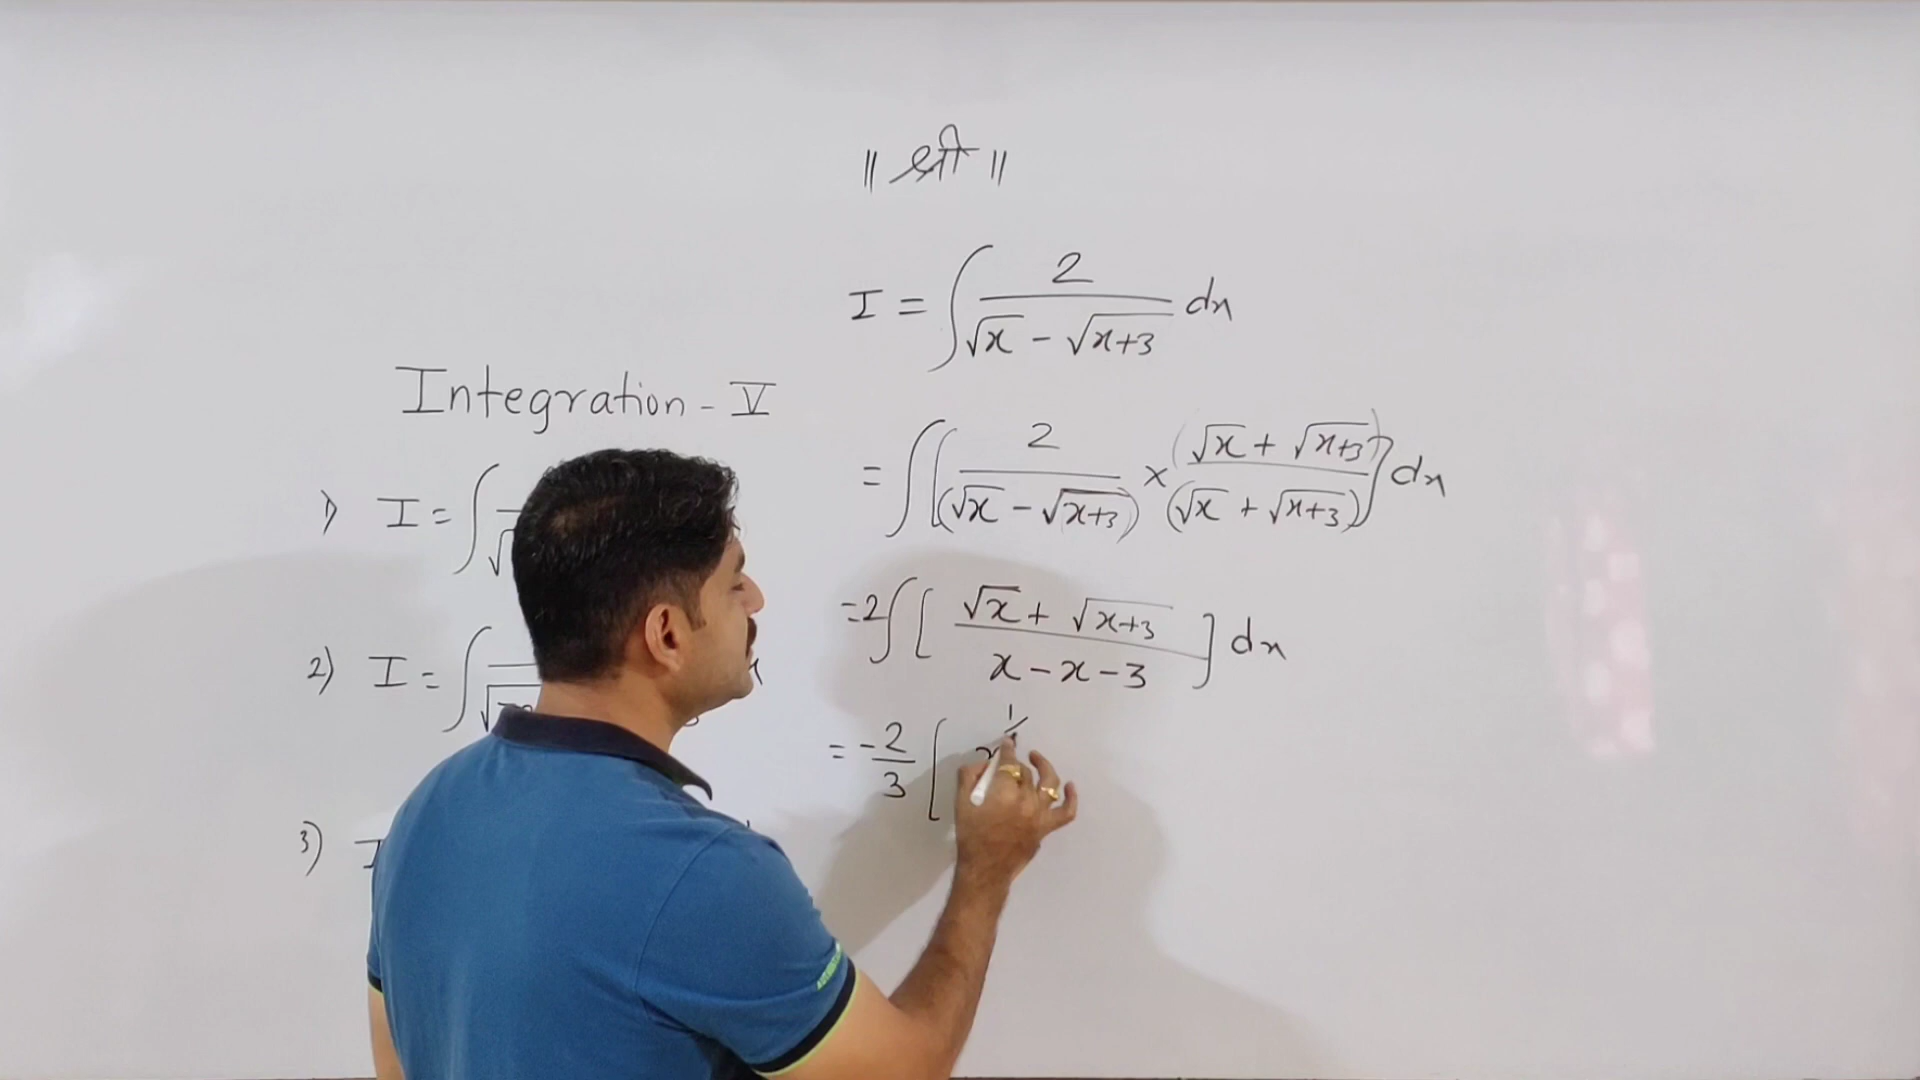 ॥ श्री ॥
Integration - V
1) I = ∫
2) I = ∫
3) I
I = ∫ 2/(√x - √x+3) dx
= ∫ [ 2/(√x - √x+3) × (√x + √x+3)/(√x + √x+3) ] dx
= 2 ∫ [ (√x + √x+3)/(x - x - 3) ] dx
= -2/3 [ x